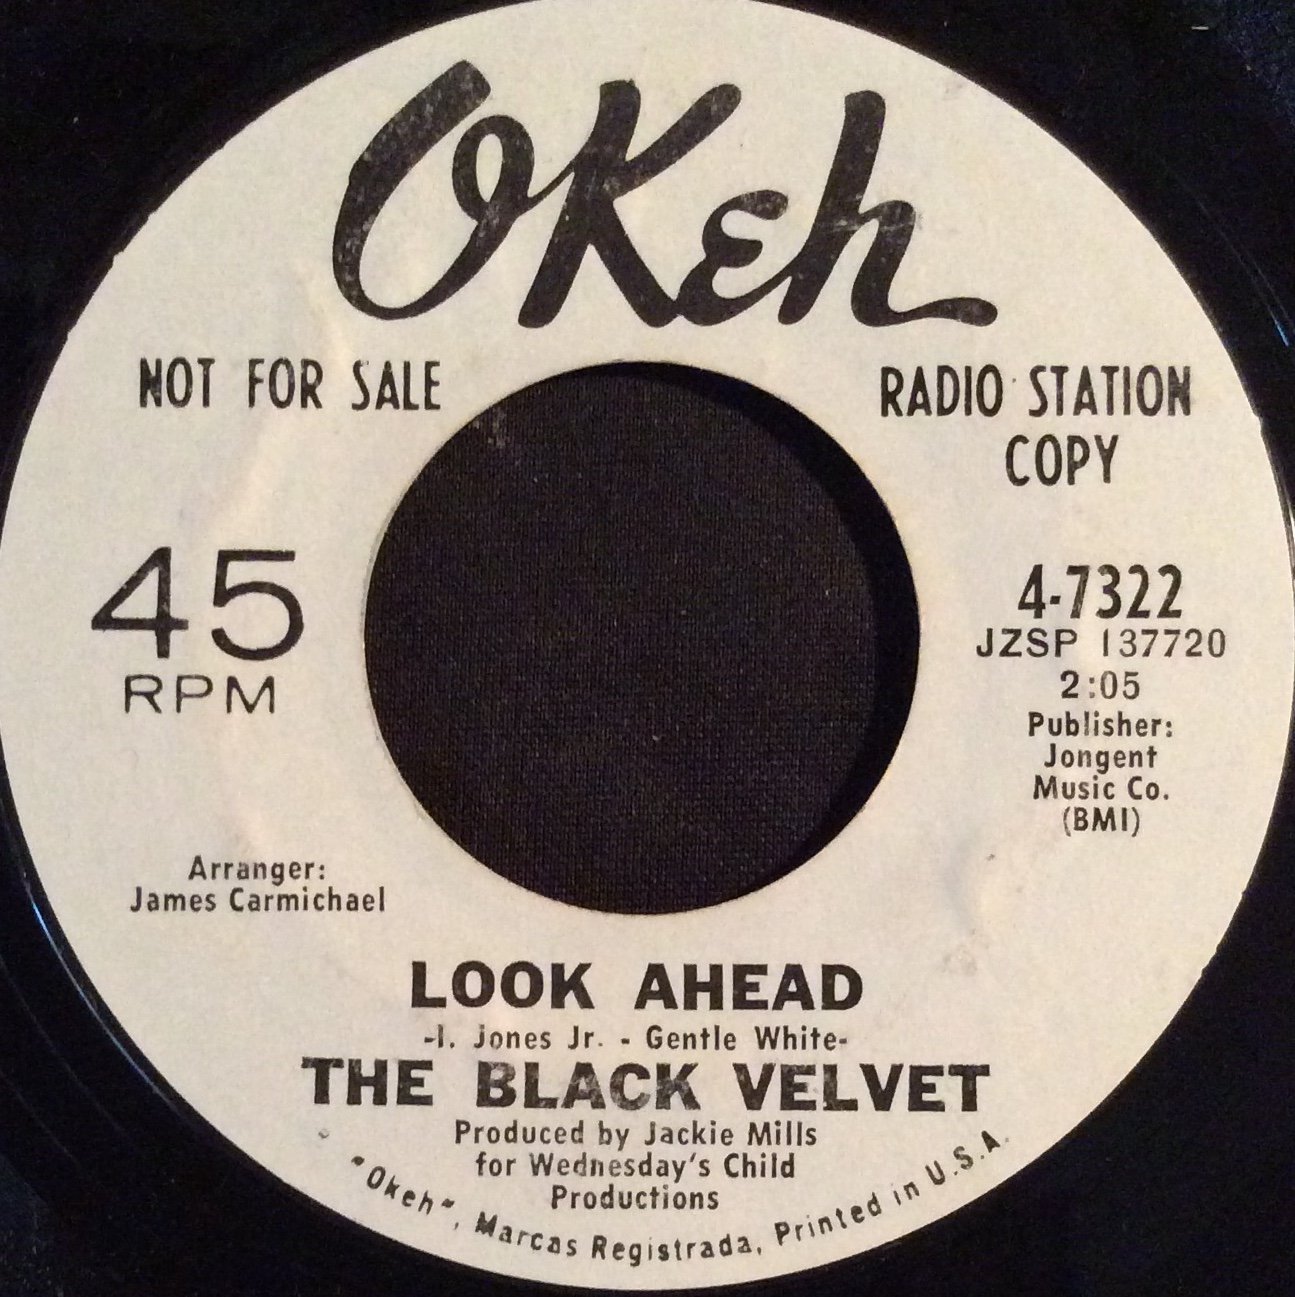 OKeh
NOT FOR SALE
RADIO STATION
COPY
45
RPM
4-7322
JZSP 137720
2:05
Publisher:
Jongent
Music Co.
(BMI)
Arranger:
James Carmichael
LOOK AHEAD
-I. Jones Jr. - Gentle White-
THE BLACK VELVET
Produced by Jackie Mills
for Wednesday's Child
Productions
"Okeh", Marcas Registrada. Printed in U.S.A.